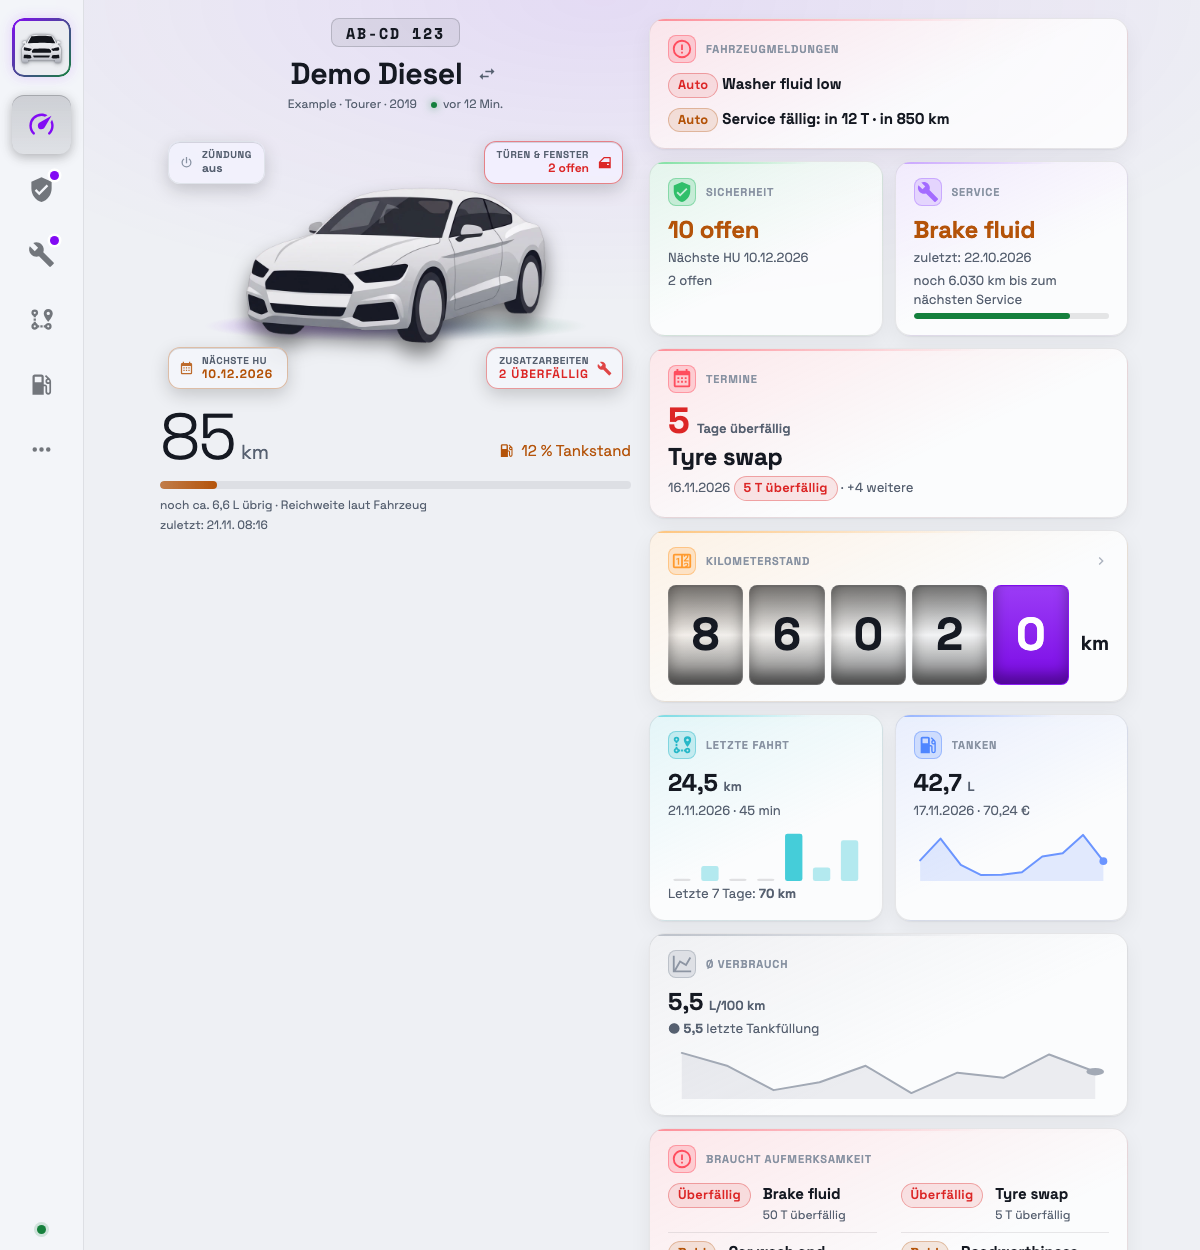 AB-CD 123
Demo Diesel
Example · Tourer · 2019 vor 12 Min.
ZÜNDUNG
aus
TÜREN & FENSTER
2 offen
NÄCHSTE HU
10.12.2026
ZUSATZARBEITEN
2 ÜBERFÄLLIG
85 km
12 % Tankstand
noch ca. 6,6 L übrig · Reichweite laut Fahrzeug
zuletzt: 21.11. 08:16
FAHRZEUGMELDUNGEN
Auto Washer fluid low
Auto Service fällig: in 12 T · in 850 km
SICHERHEIT
10 offen
Nächste HU 10.12.2026
2 offen
SERVICE
Brake fluid
zuletzt: 22.10.2026
noch 6.030 km bis zum
nächsten Service
TERMINE
5 Tage überfällig
Tyre swap
16.11.2026 5 T überfällig · +4 weitere
KILOMETERSTAND
8 6 0 2 0 km
LETZTE FAHRT
24,5 km
21.11.2026 · 45 min
Letzte 7 Tage: 70 km
TANKEN
42,7 L
17.11.2026 · 70,24 €
Ø VERBRAUCH
5,5 L/100 km
5,5 letzte Tankfüllung
BRAUCHT AUFMERKSAMKEIT
Überfällig Brake fluid
50 T überfällig
Überfällig Tyre swap
5 T überfällig